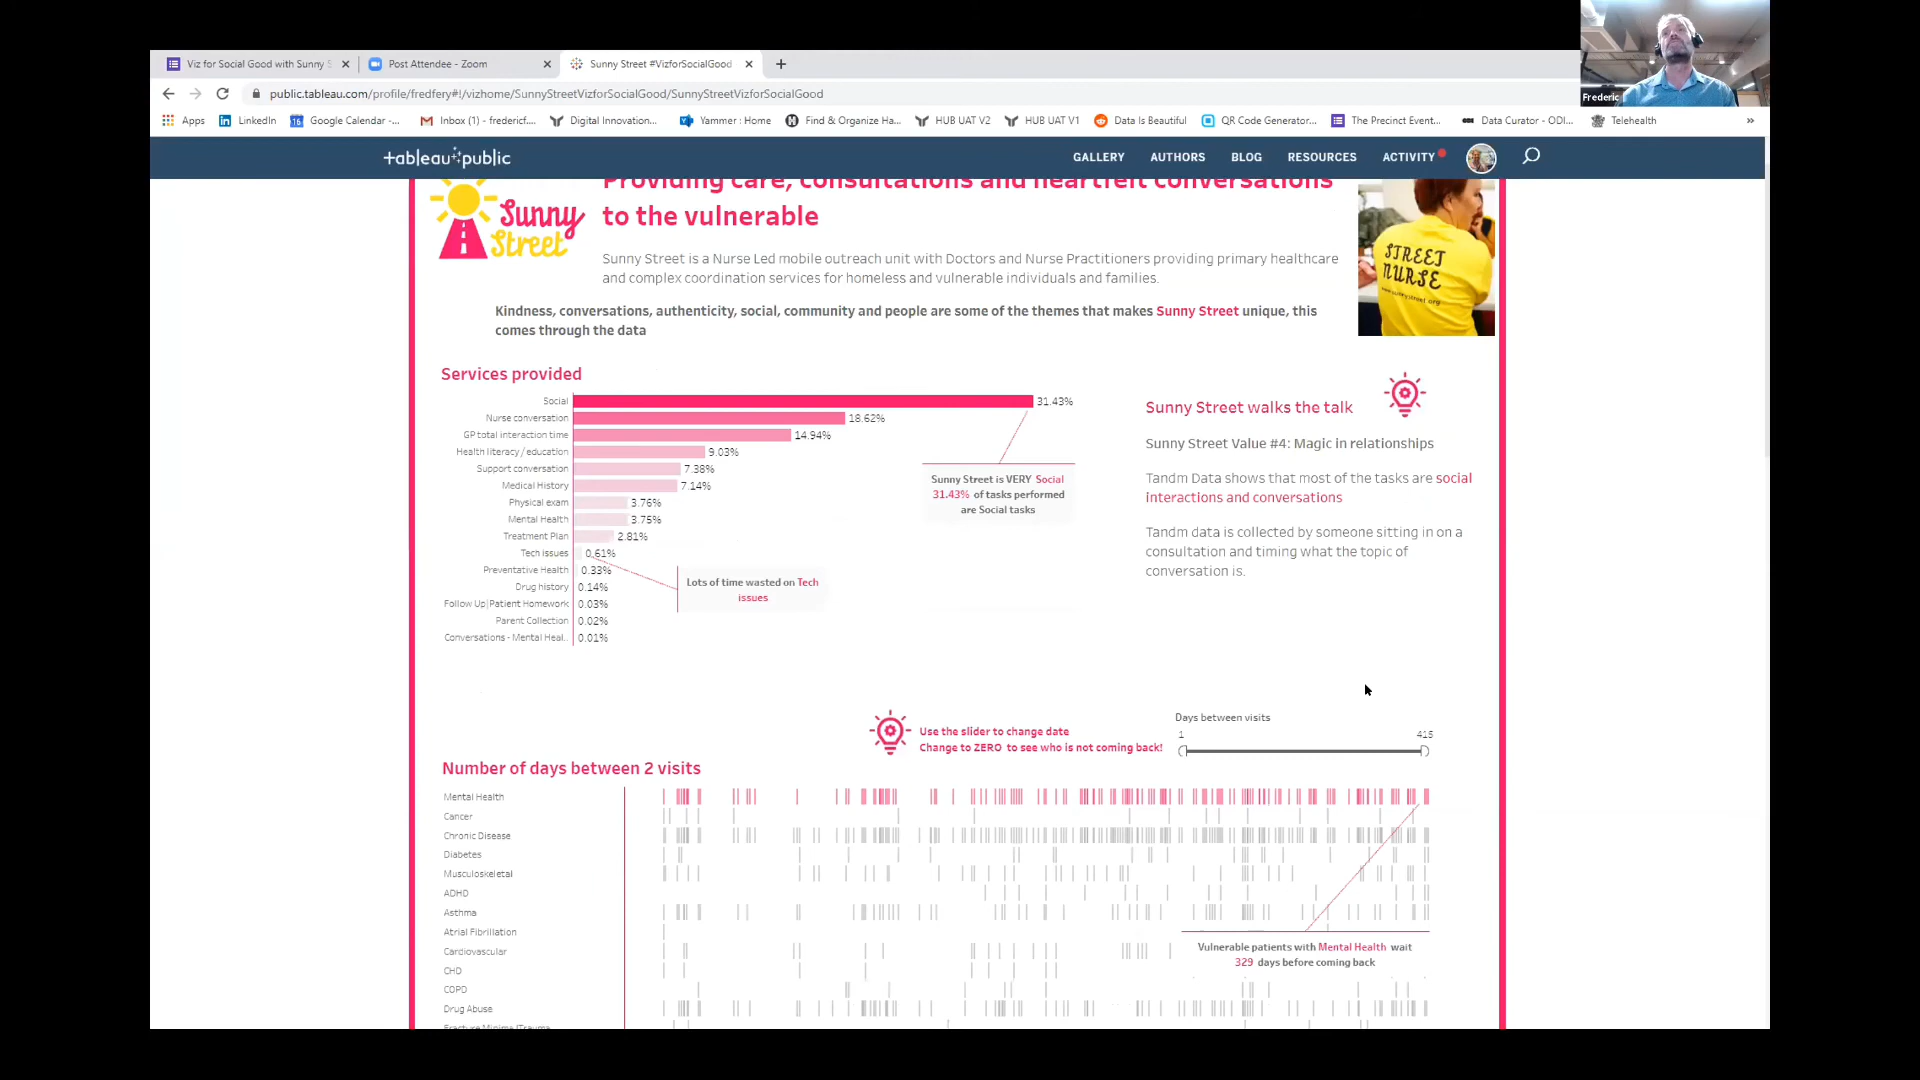 Viz for Social Good with Sunny S
Post Attendee - Zoom
Sunny Street #VizforSocialGood
Frederic
public.tableau.com/profile/fredfery#!/vizhome/SunnyStreetVizforSocialGood/SunnyStreetVizforSocialGood
Apps
LinkedIn
Google Calendar -...
Inbox (1) - fredericf....
Digital Innovation...
Yammer : Home
Find & Organize Ha...
HUB UAT V2
HUB UAT V1
Data Is Beautiful
QR Code Generator...
The Precinct Event...
Data Curator - ODI...
Telehealth
»
+ableau+public
GALLERY
AUTHORS
BLOG
RESOURCES
ACTIVITY
Sunny
Street
Providing care, consultations and heartfelt conversations
to the vulnerable
STREET
NURSE
www.sunnystreet.org
Sunny Street is a Nurse Led mobile outreach unit with Doctors and Nurse Practitioners providing primary healthcare
and complex coordination services for homeless and vulnerable individuals and families.
Kindness, conversations, authenticity, social, community and people are some of the themes that makes Sunny Street unique, this
comes through the data
Services provided
Social 31.43%
Nurse conversation 18.62%
GP total interaction time 14.94%
Health literacy / education 9.03%
Support conversation 7.38%
Medical History 7.14%
Physical exam 3.76%
Mental Health 3.75%
Treatment Plan 2.81%
Tech issues 0.61%
Preventative Health 0.33%
Drug history 0.14%
Follow Up|Patient Homework 0.03%
Parent Collection 0.02%
Conversations - Mental Heal.. 0.01%
Sunny Street is VERY Social
31.43% of tasks performed
are Social tasks
Lots of time wasted on Tech
issues
Sunny Street walks the talk
Sunny Street Value #4: Magic in relationships
Tandm Data shows that most of the tasks are social
interactions and conversations
Tandm data is collected by someone sitting in on a
consultation and timing what the topic of
conversation is.
Use the slider to change date
Change to ZERO to see who is not coming back!
Days between visits
1 415
Number of days between 2 visits
Mental Health
Cancer
Chronic Disease
Diabetes
Musculoskeletal
ADHD
Asthma
Atrial Fibrillation
Cardiovascular
CHD
COPD
Drug Abuse
Fracture Minima |Trauma
Vulnerable patients with Mental Health wait
329 days before coming back